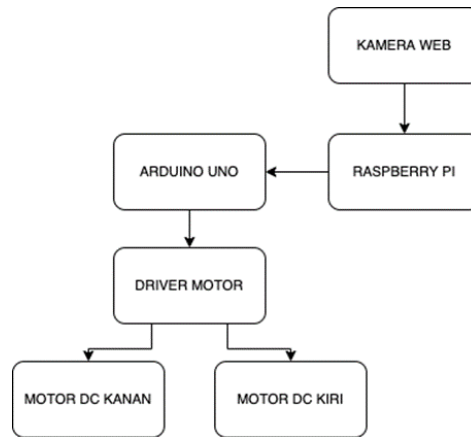 KAMERA WEB
ARDUINO UNO
RASPBERRY PI
DRIVER MOTOR
MOTOR DC KANAN
MOTOR DC KIRI